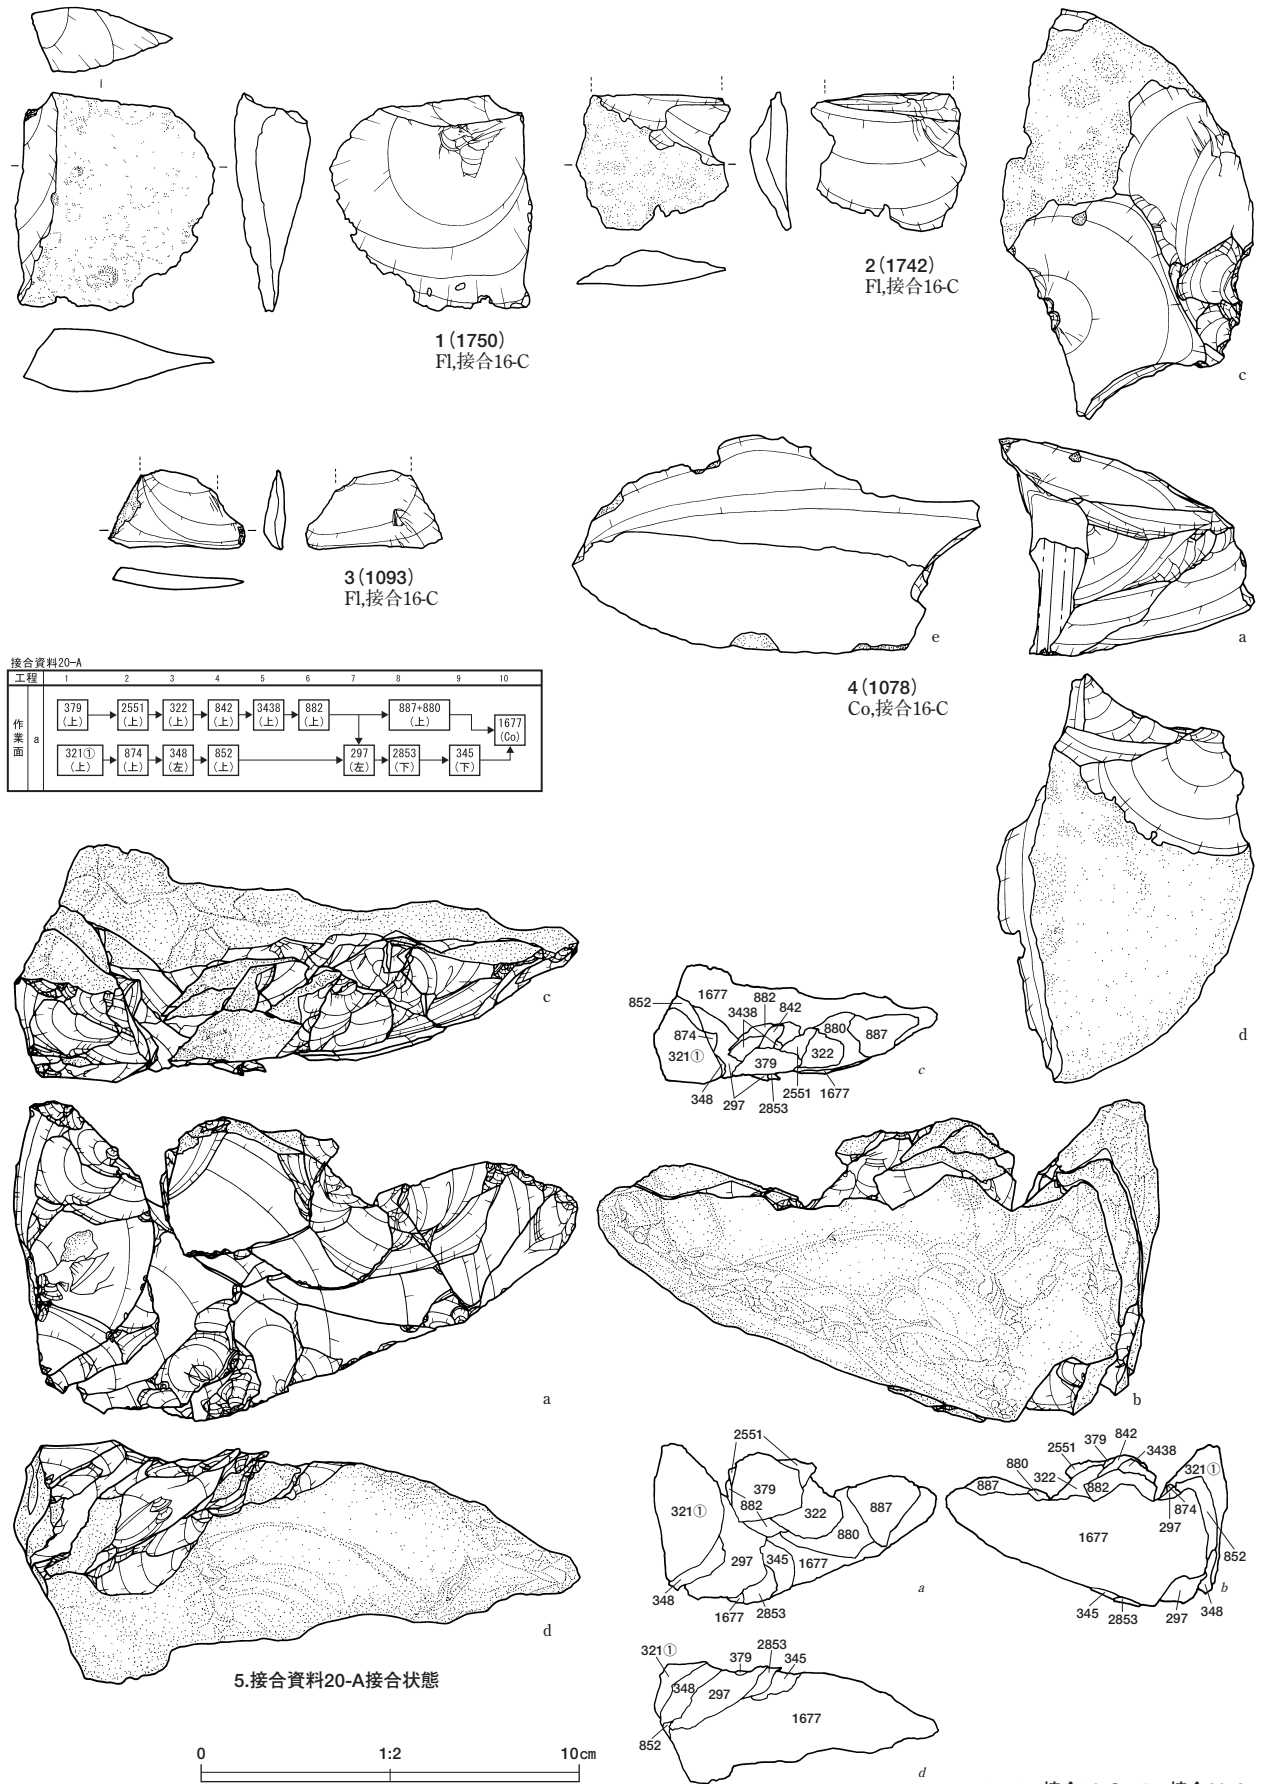 c
1(1750)
Fl,接合16-C
2(1742)
Fl,接合16-C
3(1093)
Fl,接合16-C
e
a
4(1078)
Co,接合16-C
d
接合資料20-A
工程 1 2 3 4 5 6 7 8 9 10
作業面 a
379(上) 2551(上) 322(上) 842(上) 3438(上) 882(上) 887+880(上) 1677(Co)
321①(上) 874(上) 348(左) 852(上) 297(左) 2853(下) 345(下)
c
852 1677 882 842
3438
874 880 887
321① 379 322
c
348 297 2853 2551 1677
a
b
2551
379
321① 882 322 887
880
297 345 1677
a
348
1677 2853
2551 379 842
3438
880 322 321①
887 882 874
1677 297
852
b
345 2853 297 348
d
321① 379 2853 345
348 297
1677
852
d
5.接合資料20-A接合状態
0 1:2 10cm